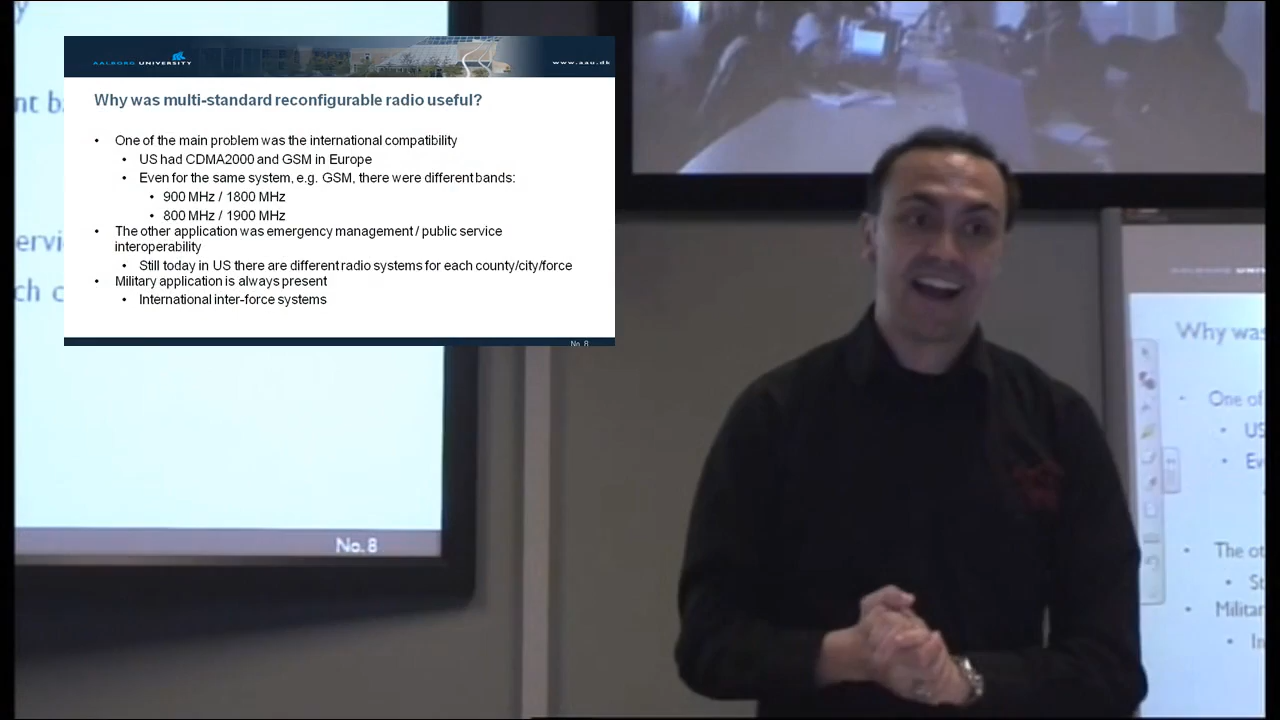 AALBORG UNIVERSITY
www.aau.dk
Why was multi-standard reconfigurable radio useful?
• One of the main problem was the international compatibility
• US had CDMA2000 and GSM in Europe
• Even for the same system, e.g. GSM, there were different bands:
• 900 MHz / 1800 MHz
• 800 MHz / 1900 MHz
• The other application was emergency management / public service
interoperability
• Still today in US there are different radio systems for each county/city/force
• Military application is always present
• International inter-force systems
No. 8
No. 8
Why was
• One of
• US
• Ev
• The ot
• St
• Militar
• In